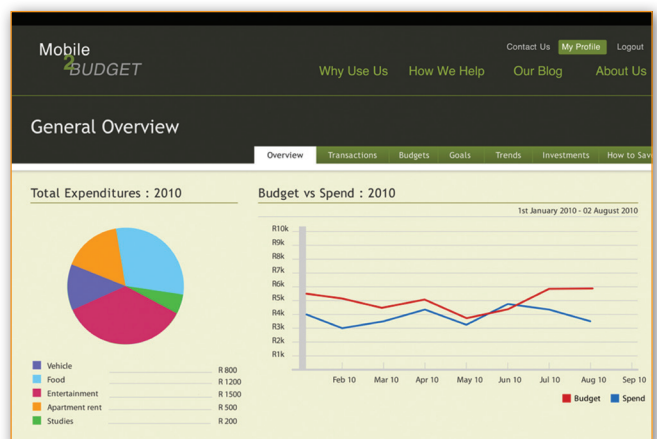 Mobile
2BUDGET
Contact Us My Profile Logout
Why Use Us How We Help Our Blog About Us
General Overview
Overview Transactions Budgets Goals Trends Investments How to Sav
Total Expenditures : 2010
Vehicle R 800
Food R 1200
Entertainment R 1500
Apartment rent R 500
Studies R 200
Budget vs Spend : 2010
1st January 2010 - 02 August 2010
R10k
R9k
R8k
R7k
R6k
R5k
R4k
R3k
R2k
R1k
Feb 10 Mar 10 Apr 10 May 10 Jun 10 Jul 10 Aug 10 Sep 10
Budget Spend